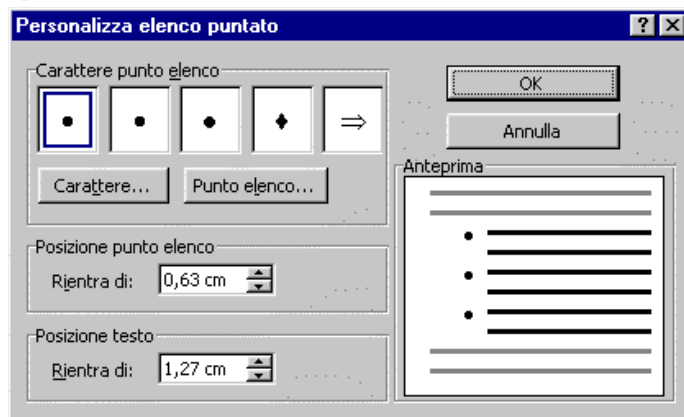 Personalizza elenco puntato
Carattere punto elenco
OK
Annulla
Carattere...
Punto elenco...
Anteprima
Posizione punto elenco
Rientra di: 0,63 cm
Posizione testo
Rientra di: 1,27 cm